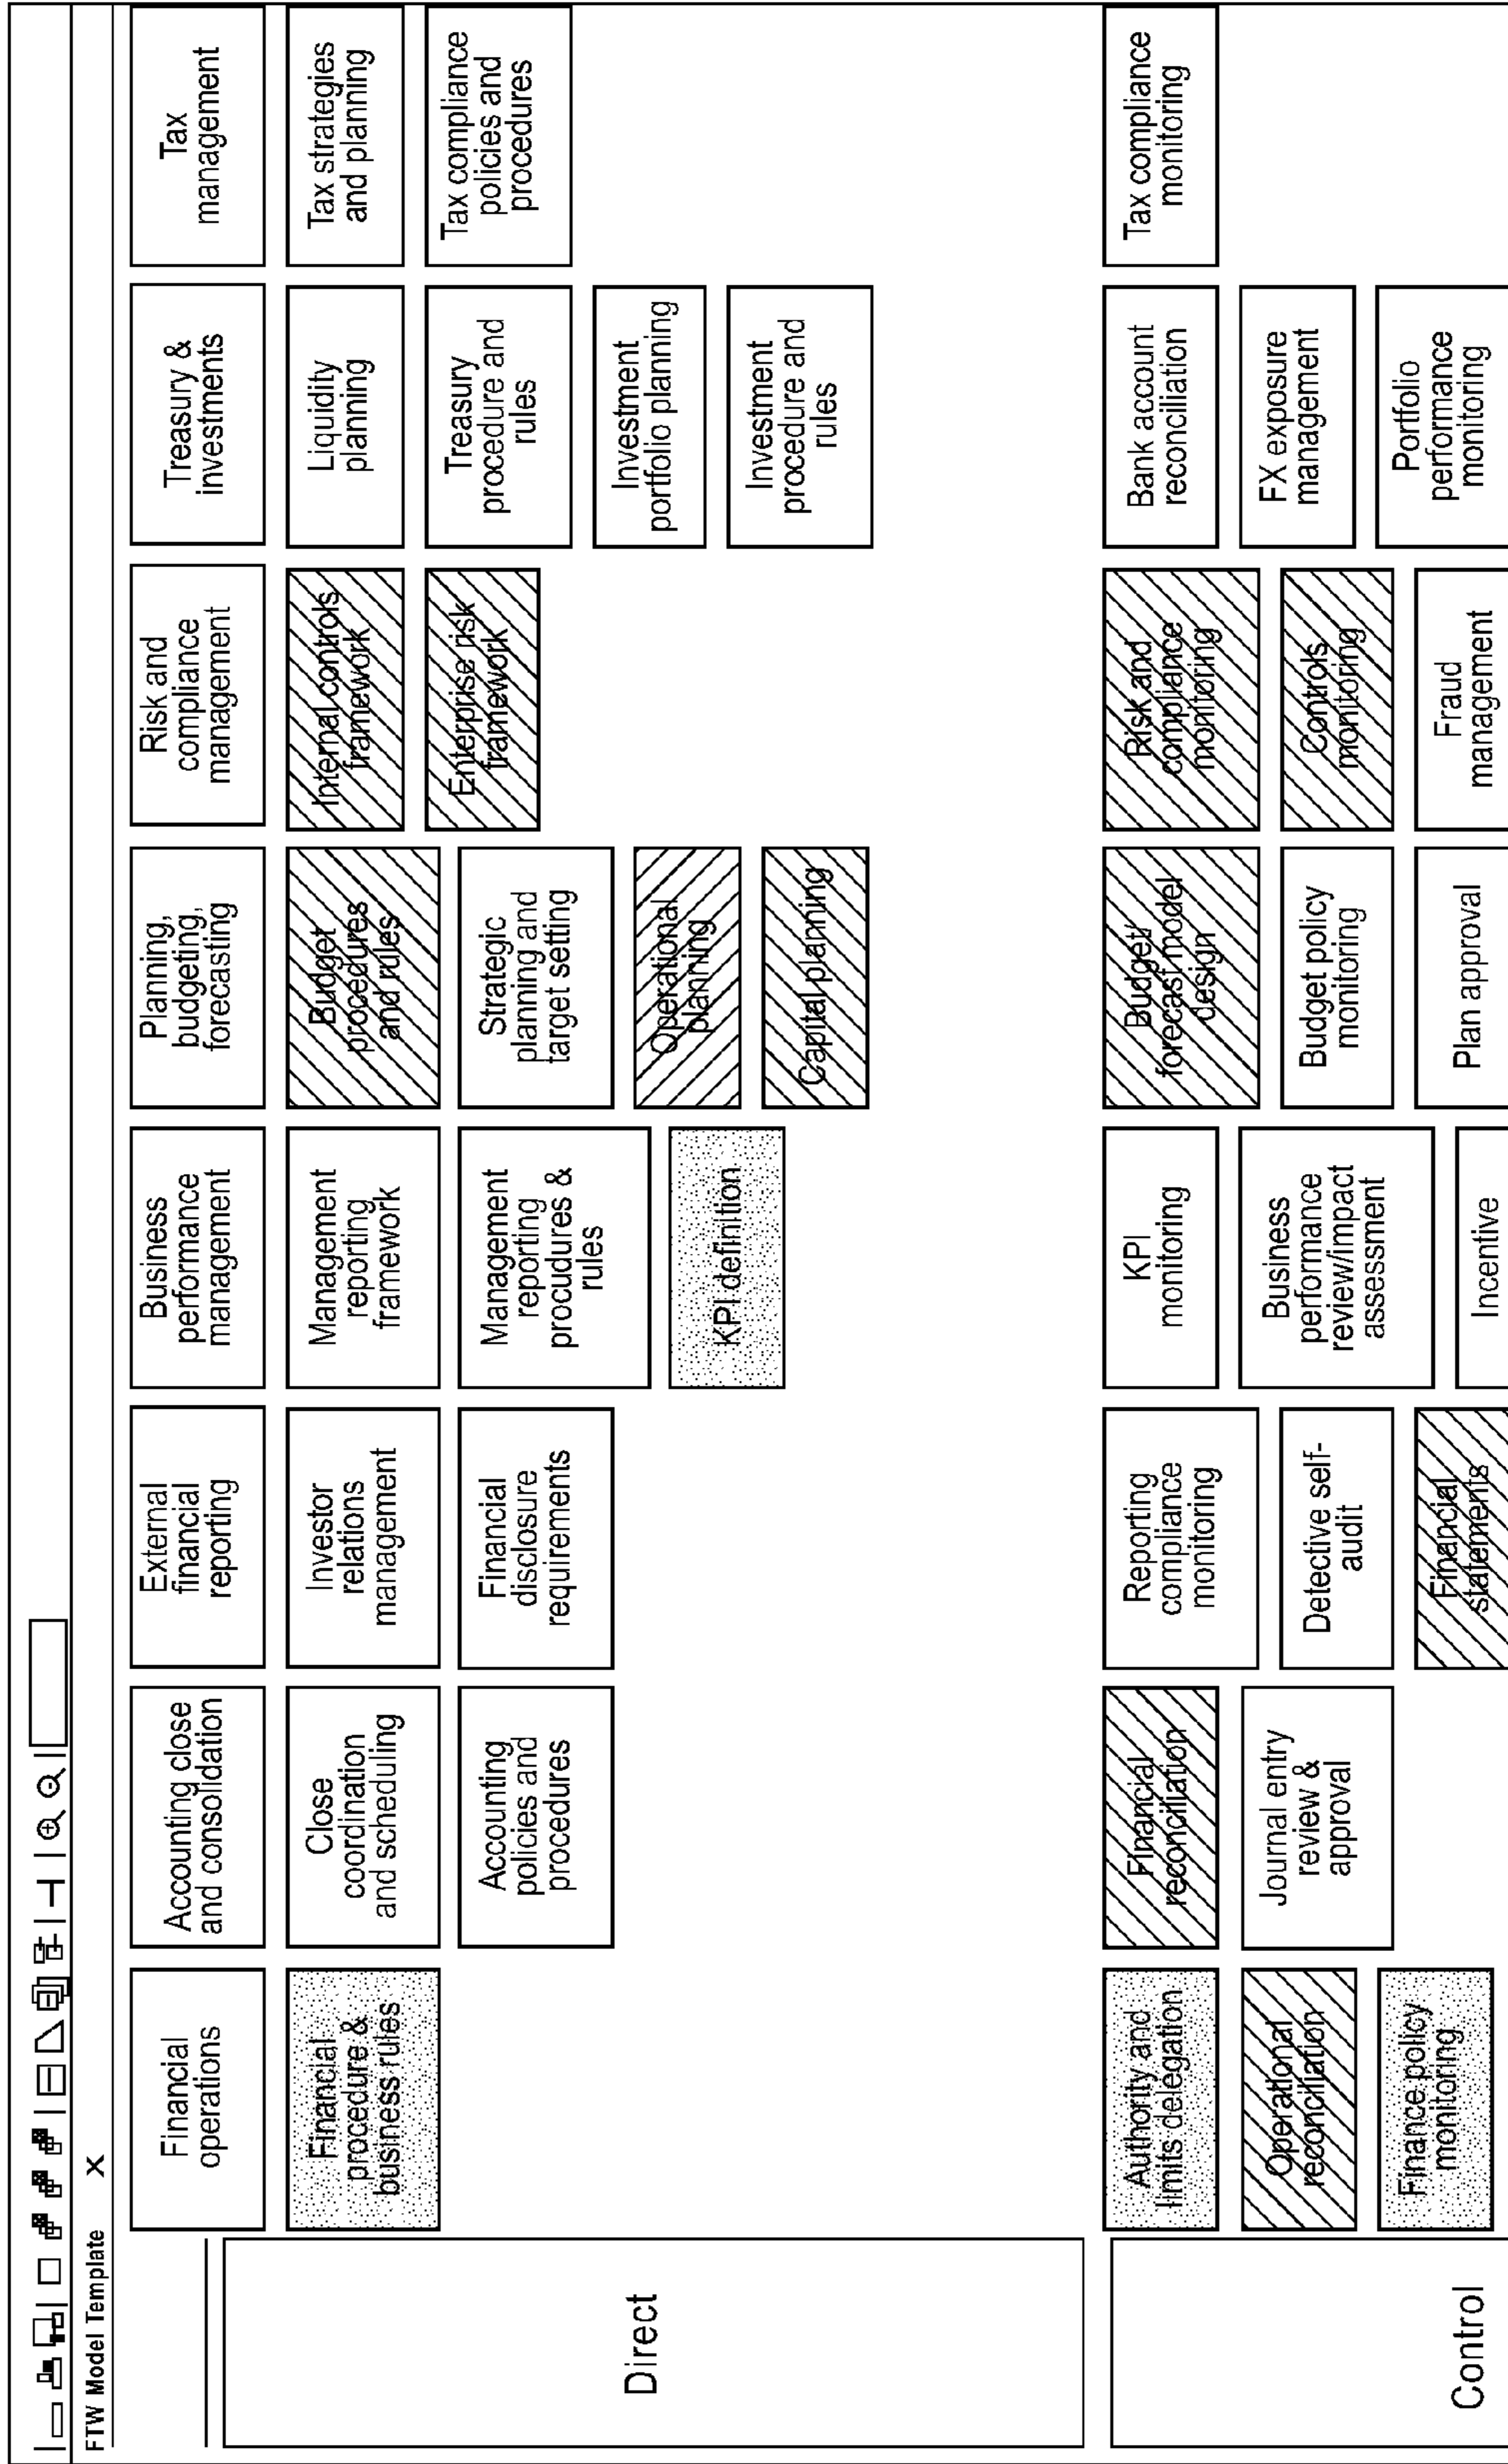 FTW Model Template X
Financial
operations
Accounting close
and consolidation
External
financial
reporting
Business
performance
management
Planning,
budgeting,
forecasting
Risk and
compliance
management
Treasury &
investments
Tax
management
Direct
Financial
procedure &
business rules
Close
coordination
and scheduling
Accounting
policies and
procedures
Investor
relations
management
Financial
disclosure
requirements
Management
reporting
framework
Management
reporting
procudures &
rules
KPI definition
Budget
procedures
and rules
Strategic
planning and
target setting
Operational
planning
Capital planning
Internal controls
framework
Enterprise risk
framework
Liquidity
planning
Treasury
procedure and
rules
Investment
portfolio planning
Investment
procedure and
rules
Tax strategies
and planning
Tax compliance
policies and
procedures
Control
Authority and
limits delegation
Operational
reconciliation
Finance policy
monitoring
Financial
reconciliation
Journal entry
review &
approval
Reporting
compliance
monitoring
Detective self-
audit
Financial
statements
KPI
monitoring
Business
performance
review/impact
assessment
Incentive
Budget/
forecast model
design
Budget policy
monitoring
Plan approval
Risk and
compliance
monitoring
Controls
monitoring
Fraud
management
Bank account
reconciliation
FX exposure
management
Portfolio
performance
monitoring
Tax compliance
monitoring